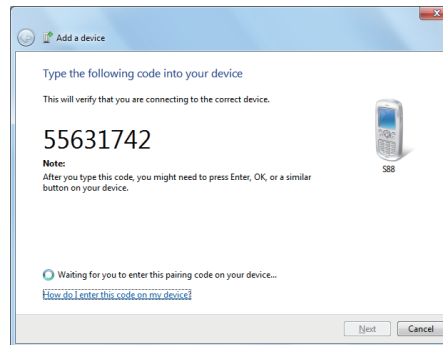 Add a device
Type the following code into your device
This will verify that you are connecting to the correct device.
55631742
Note:
After you type this code, you might need to press Enter, OK, or a similar
button on your device.
S88
Waiting for you to enter this pairing code on your device...
How do I enter this code on my device?
Next Cancel